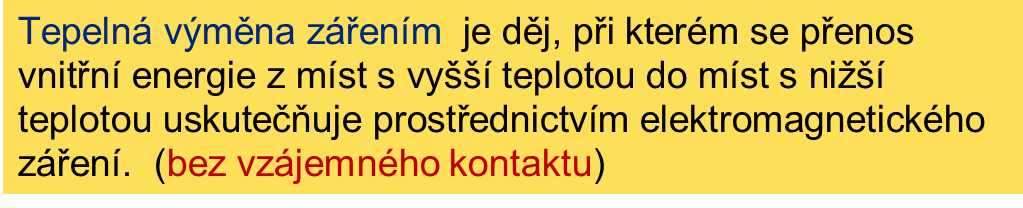 Tepelná výměna zářením je děj, při kterém se přenos
vnitřní energie z míst s vyšší teplotou do míst s nižší
teplotou uskutečňuje prostřednictvím elektromagnetického
záření. (bez vzájemného kontaktu)